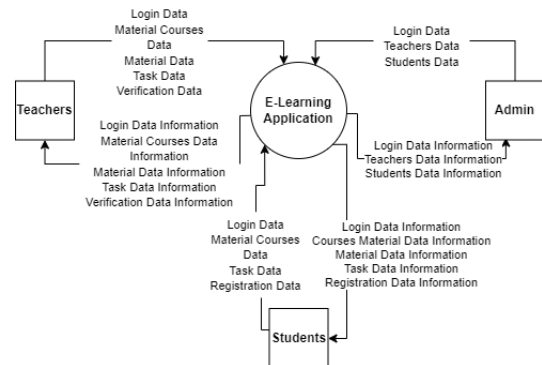 Login Data
Material Courses
Data
Material Data
Task Data
Verification Data
Login Data
Teachers Data
Students Data
Teachers
E-Learning
Application
Admin
Login Data Information
Material Courses Data
Information
Material Data Information
Task Data Information
Verification Data Information
Login Data Information
Teachers Data Information
Students Data Information
Login Data
Material Courses
Data
Task Data
Registration Data
Login Data Information
Courses Material Data Information
Material Data Information
Task Data Information
Registration Data Information
Students